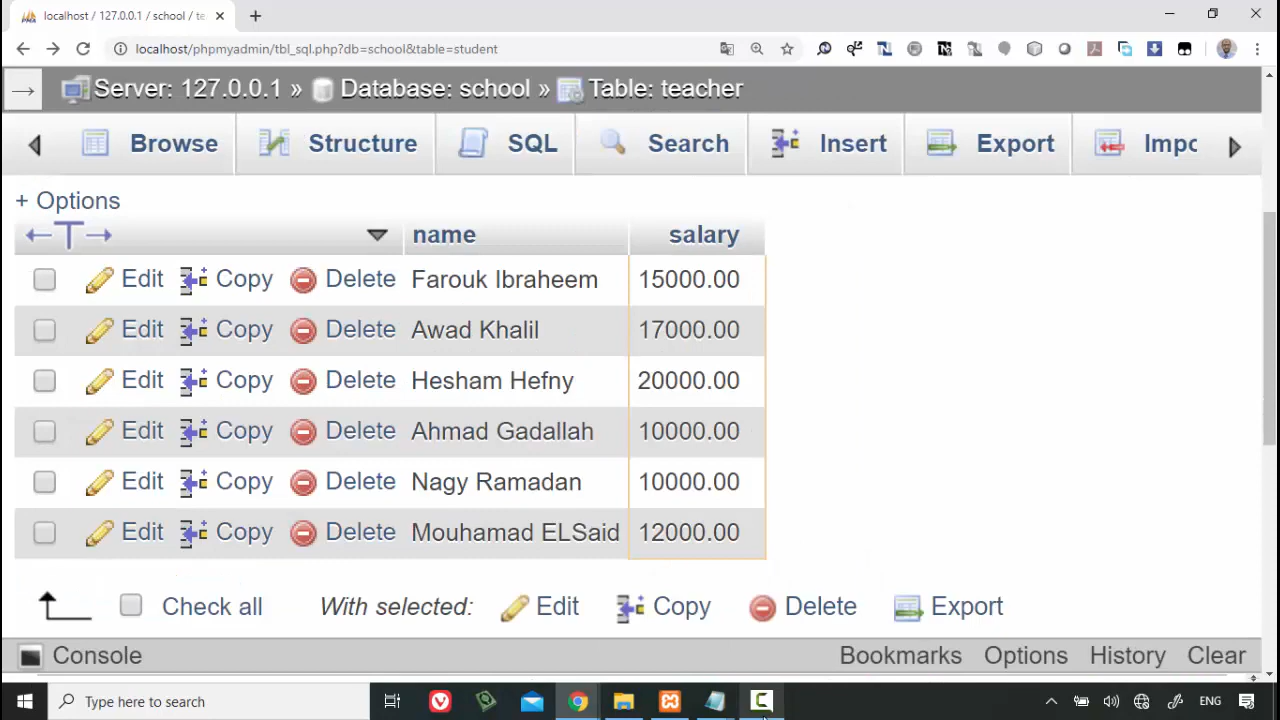 localhost / 127.0.0.1 / school / te
localhost/phpmyadmin/tbl_sql.php?db=school&table=student
Server: 127.0.0.1 » Database: school » Table: teacher
Browse Structure SQL Search Insert Export Impo
+ Options
name salary
Edit Copy Delete Farouk Ibraheem 15000.00
Edit Copy Delete Awad Khalil 17000.00
Edit Copy Delete Hesham Hefny 20000.00
Edit Copy Delete Ahmad Gadallah 10000.00
Edit Copy Delete Nagy Ramadan 10000.00
Edit Copy Delete Mouhamad ELSaid 12000.00
Check all With selected: Edit Copy Delete Export
Console Bookmarks Options History Clear
Type here to search ENG